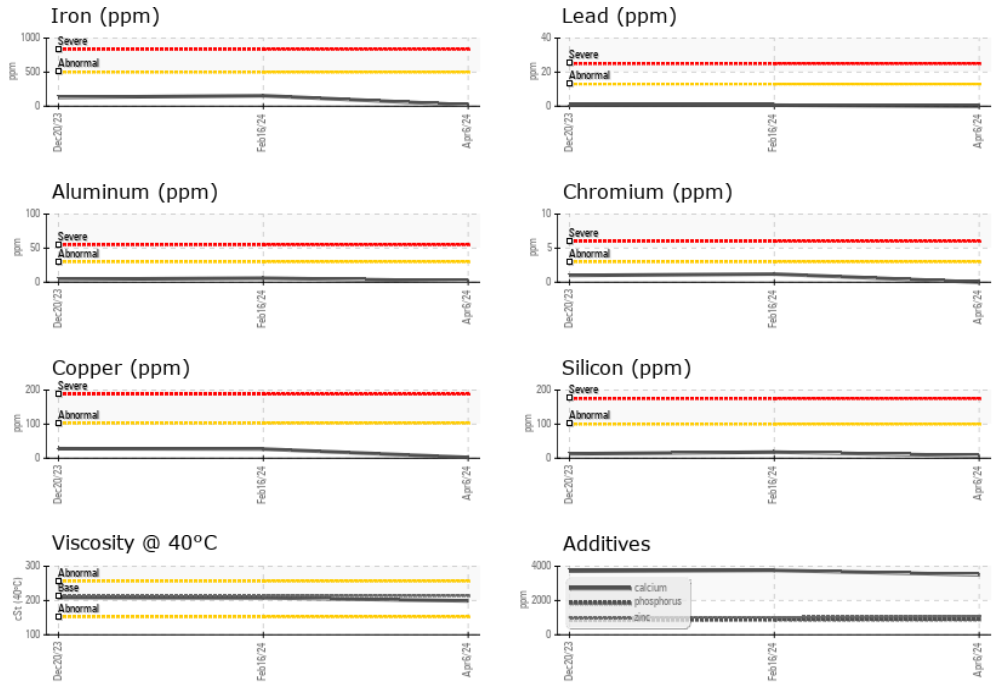 Iron (ppm)
1000
500
0
ppm
Severe
Abnormal
Dec20/23
Feb16/24
Apr6/24
Lead (ppm)
40
20
0
ppm
Severe
Abnormal
Dec20/23
Feb16/24
Apr6/24
Aluminum (ppm)
100
50
0
ppm
Severe
Abnormal
Dec20/23
Feb16/24
Apr6/24
Chromium (ppm)
10
5
0
ppm
Severe
Abnormal
Dec20/23
Feb16/24
Apr6/24
Copper (ppm)
200
100
0
ppm
Severe
Abnormal
Dec20/23
Feb16/24
Apr6/24
Silicon (ppm)
200
100
0
ppm
Severe
Abnormal
Dec20/23
Feb16/24
Apr6/24
Viscosity @ 40°C
300
200
100
cSt (40°C)
Abnormal
Base
Abnormal
Dec20/23
Feb16/24
Apr6/24
Additives
4000
2000
0
ppm
calcium
phosphorus
zinc
Dec20/23
Feb16/24
Apr6/24